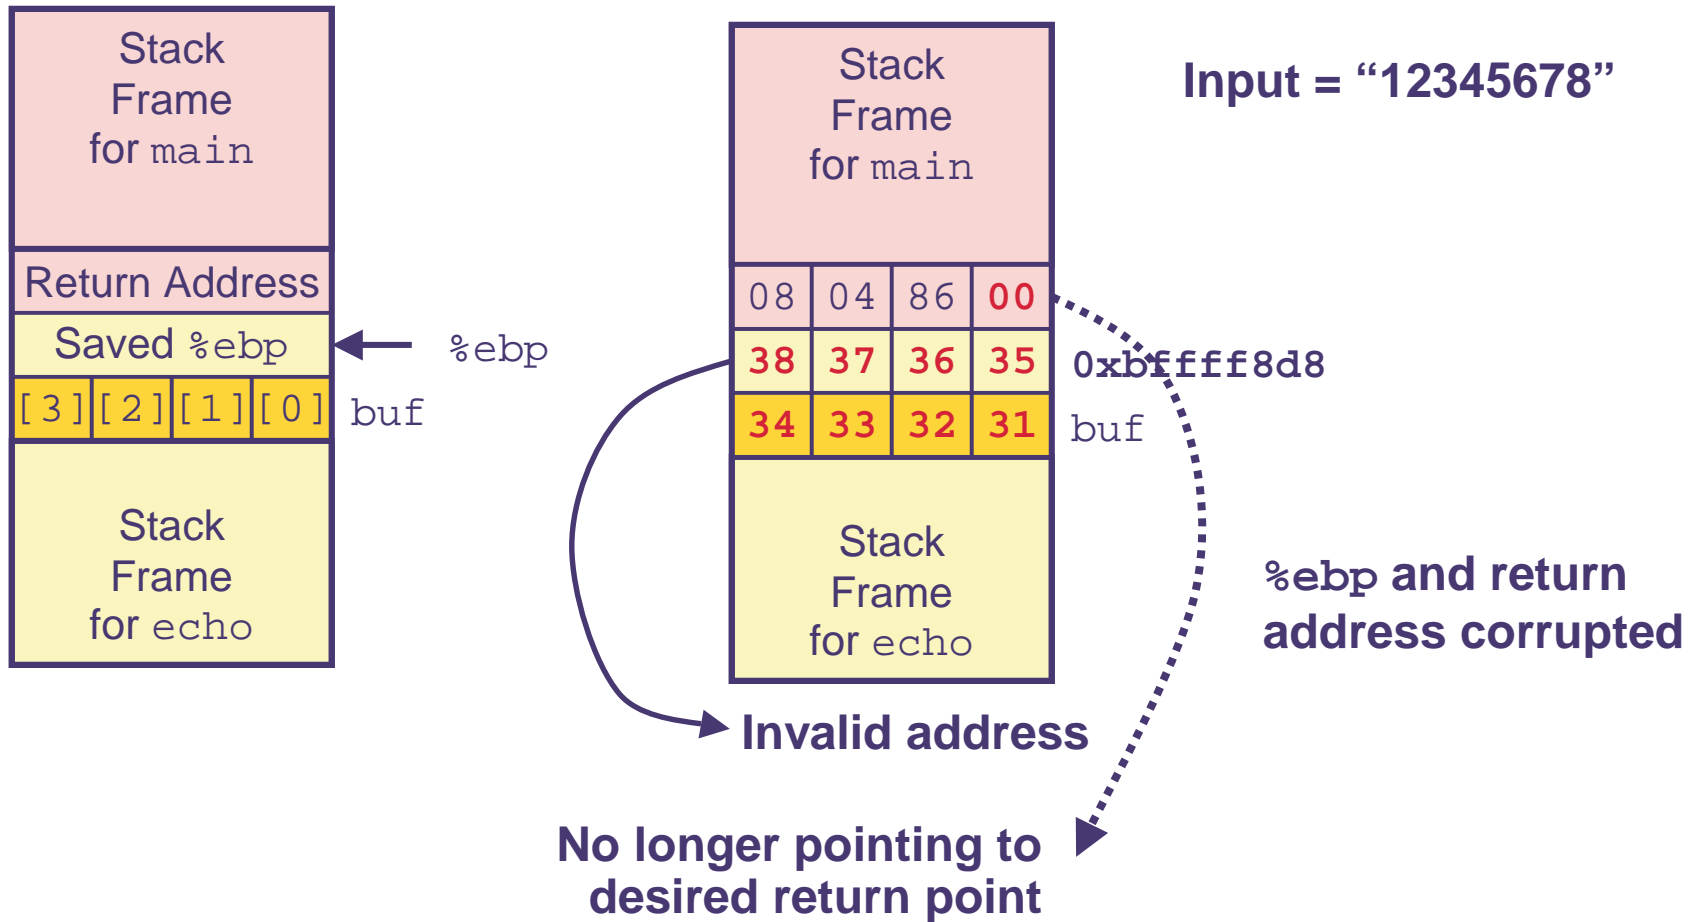 Stack
Frame
for main
Return Address
Saved %ebp
%ebp
[3] [2] [1] [0] buf
Stack
Frame
for echo
Stack
Frame
for main
08 04 86 00
38 37 36 35 0xbffff8d8
34 33 32 31 buf
Stack
Frame
for echo
Input = “12345678”
%ebp and return
address corrupted
Invalid address
No longer pointing to
desired return point